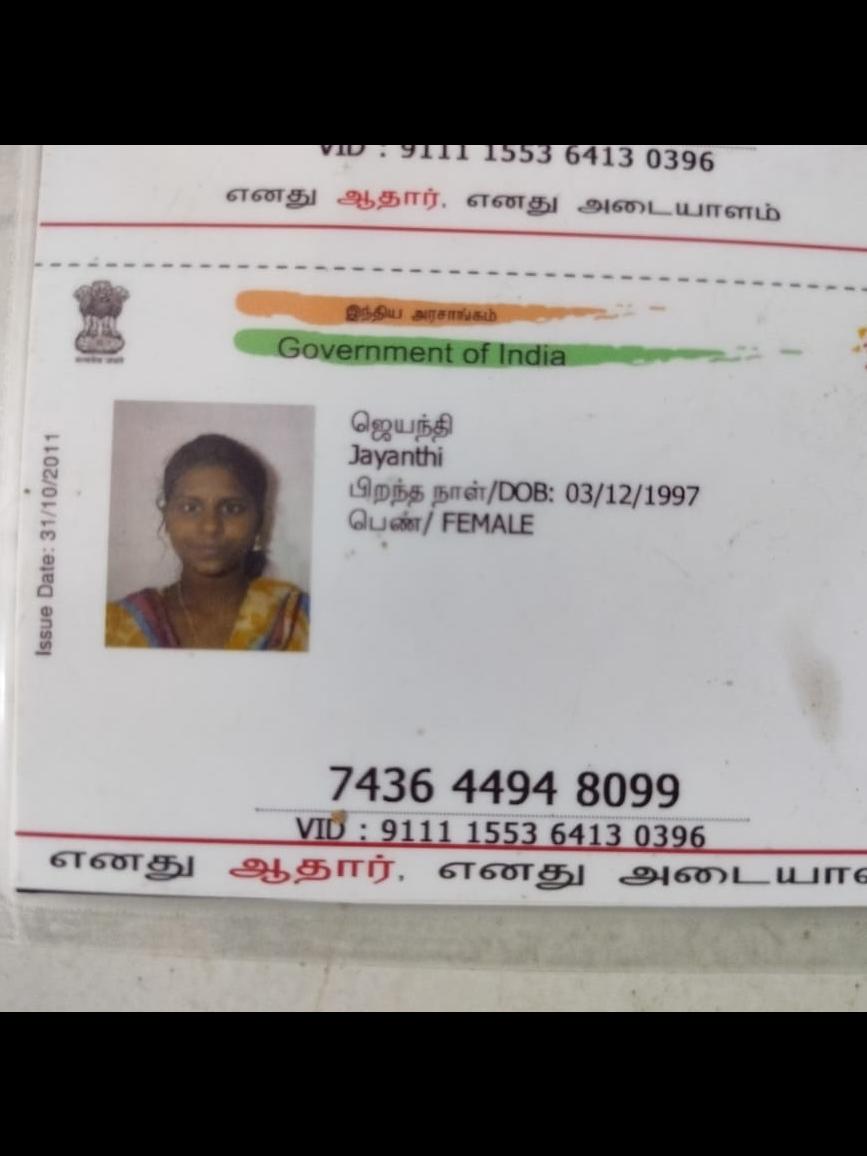 VID : 9111 1553 6413 0396
எனது ஆதார், எனது அடையாளம்
இந்திய அரசாங்கம்
Government of India
Issue Date: 31/10/2011
ஜெயந்தி
Jayanthi
பிறந்த நாள்/DOB: 03/12/1997
பெண்/ FEMALE
7436 4494 8099
VID : 9111 1553 6413 0396
எனது ஆதார், எனது